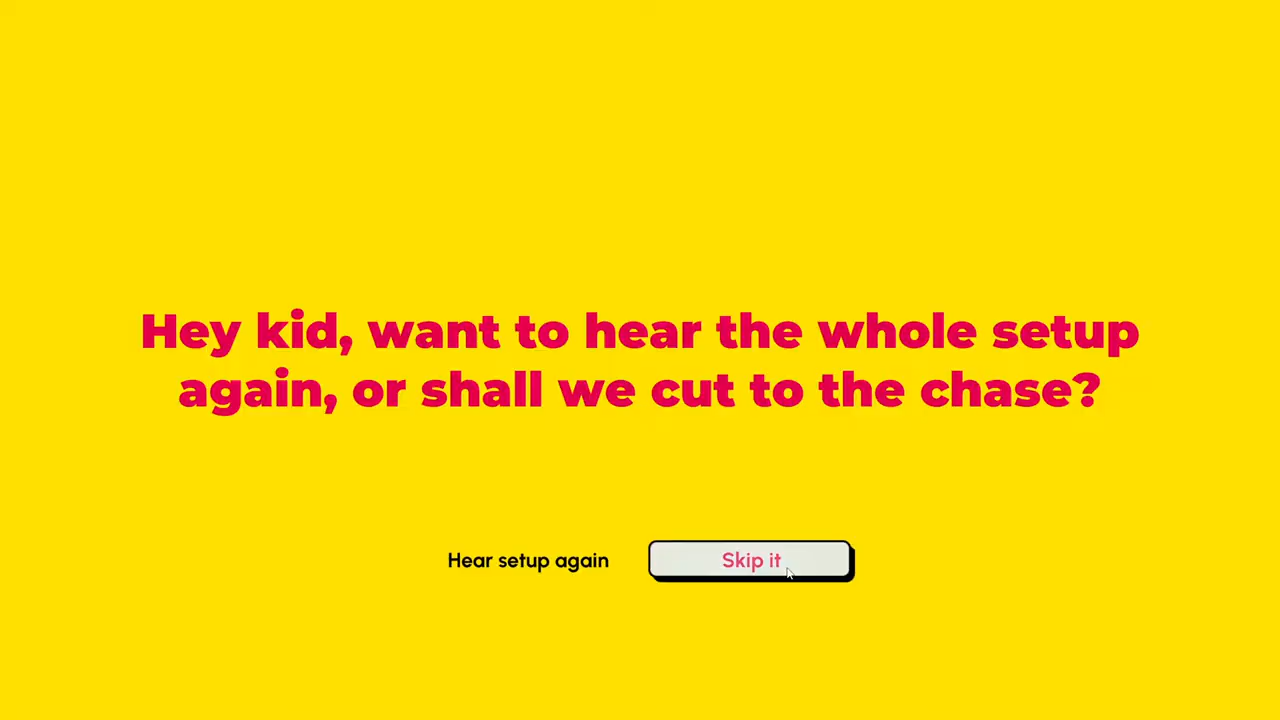 Hey kid, want to hear the whole setup
again, or shall we cut to the chase?
Hear setup again
Skip it